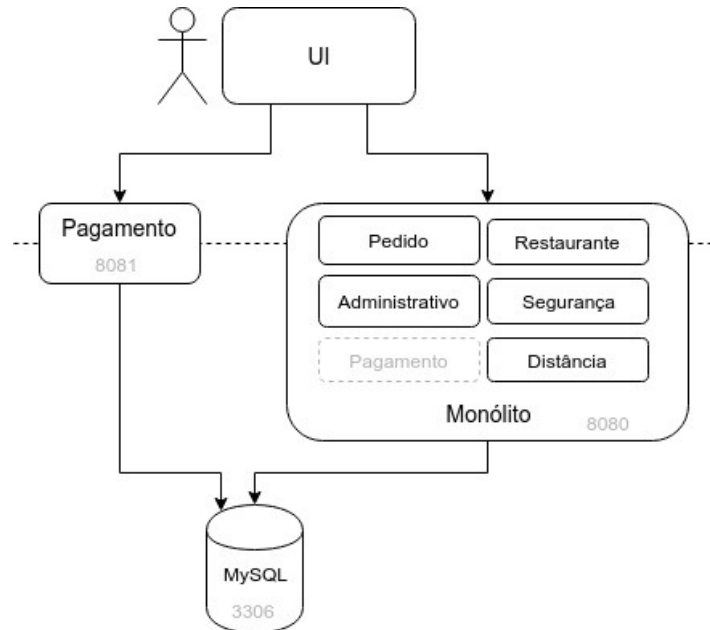 UI
Pagamento
8081
Pedido
Restaurante
Administrativo
Segurança
Pagamento
Distância
Monólito
8080
MySQL
3306